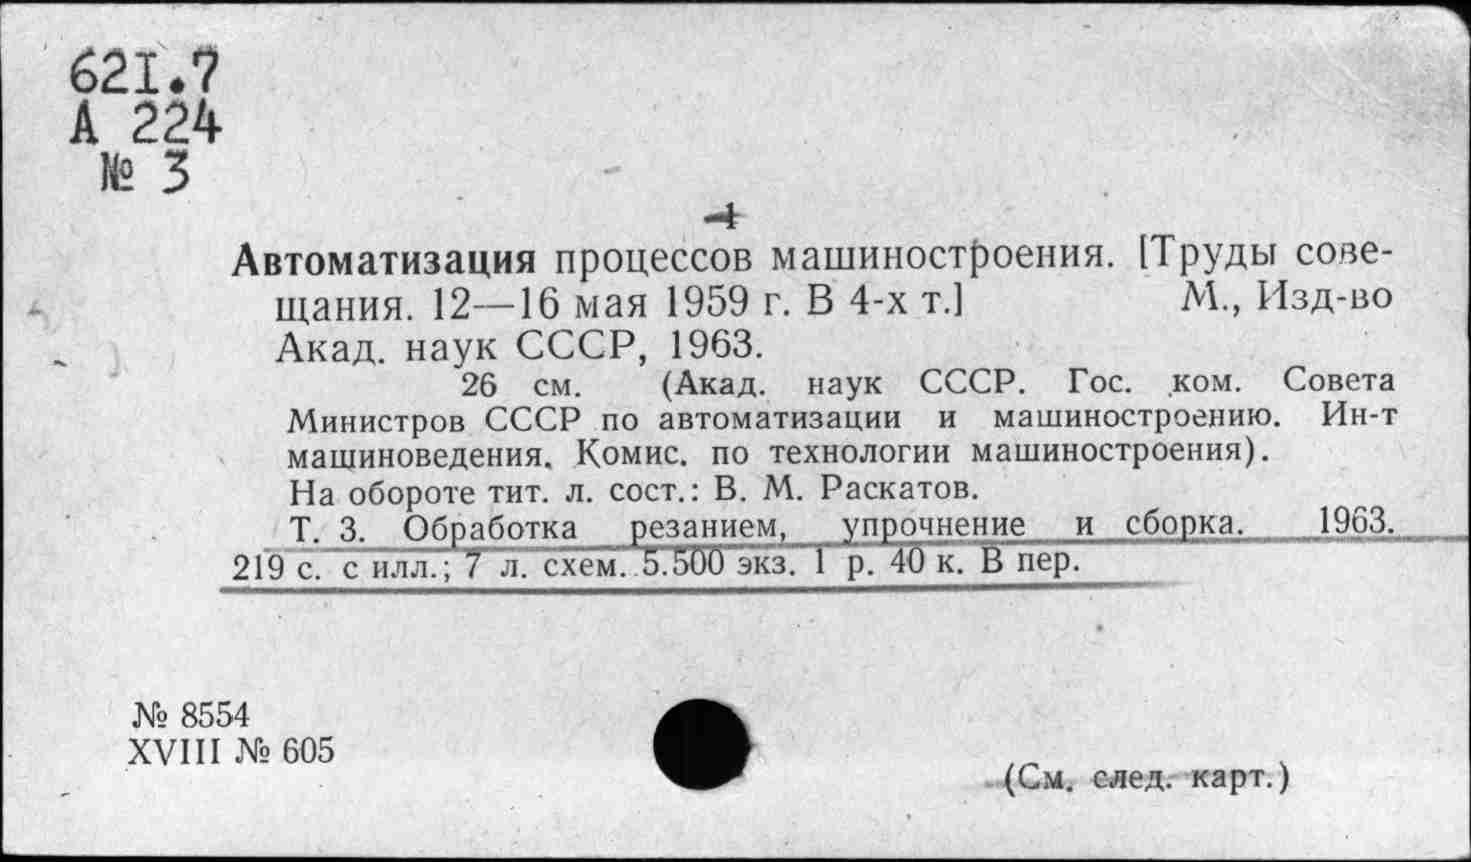 621.7
А 224
№ 3
4
Автоматизация процессов машиностроения. [Труды сове-
щания. 12—16 мая 1959 г. В 4-х т.] М., Изд-во
Акад. наук СССР, 1963.
26 см. (Акад. наук СССР. Гос. ком. Совета
Министров СССР по автоматизации и машиностроению. Ин-т
машиноведения. Комис. по технологии машиностроения).
На обороте тит. л. сост.: В. М. Раскатов.
Т. 3. Обработка резанием, упрочнение и сборка. 1963.
219 с. с илл.; 7 л. схем. 5.500 экз. 1 р. 40 к. В пер.
№ 8554
XVIII № 605
(См. след. карт.)